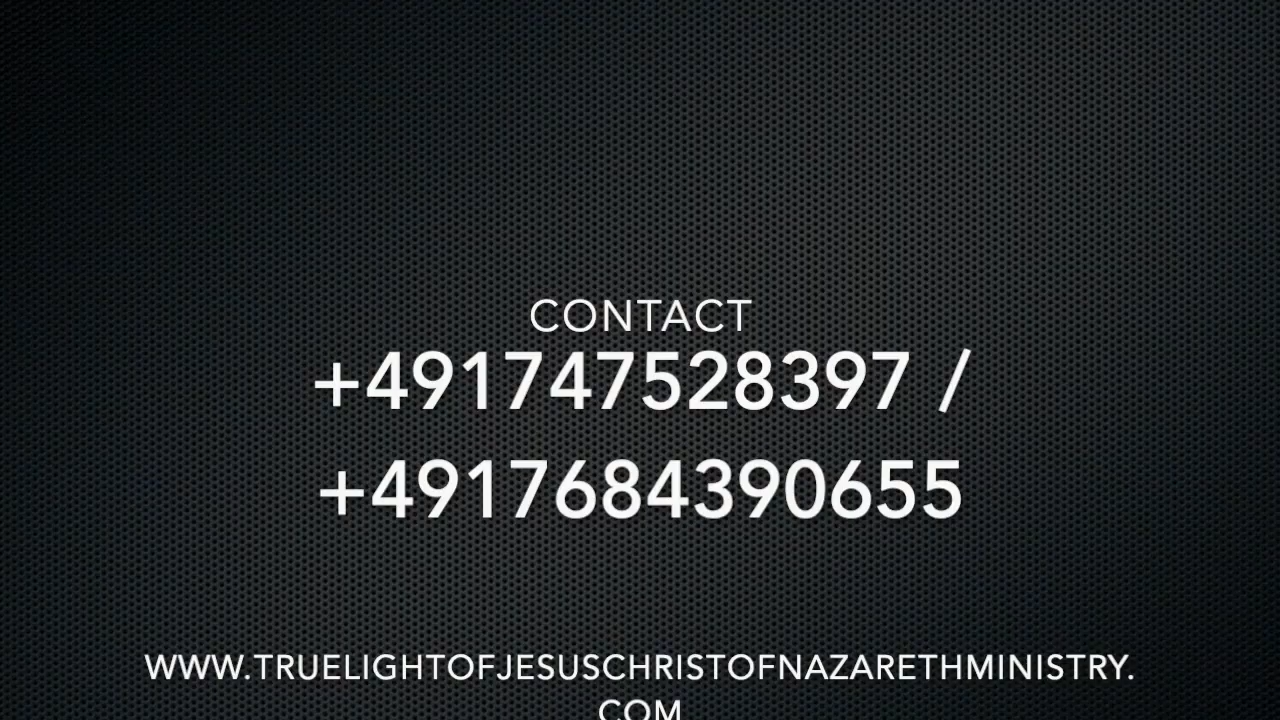 CONTACT
+491747528397 /
+4917684390655
WWW.TRUELIGHTOFJESUSCHRISTOFNAZARETHMINISTRY.
COM